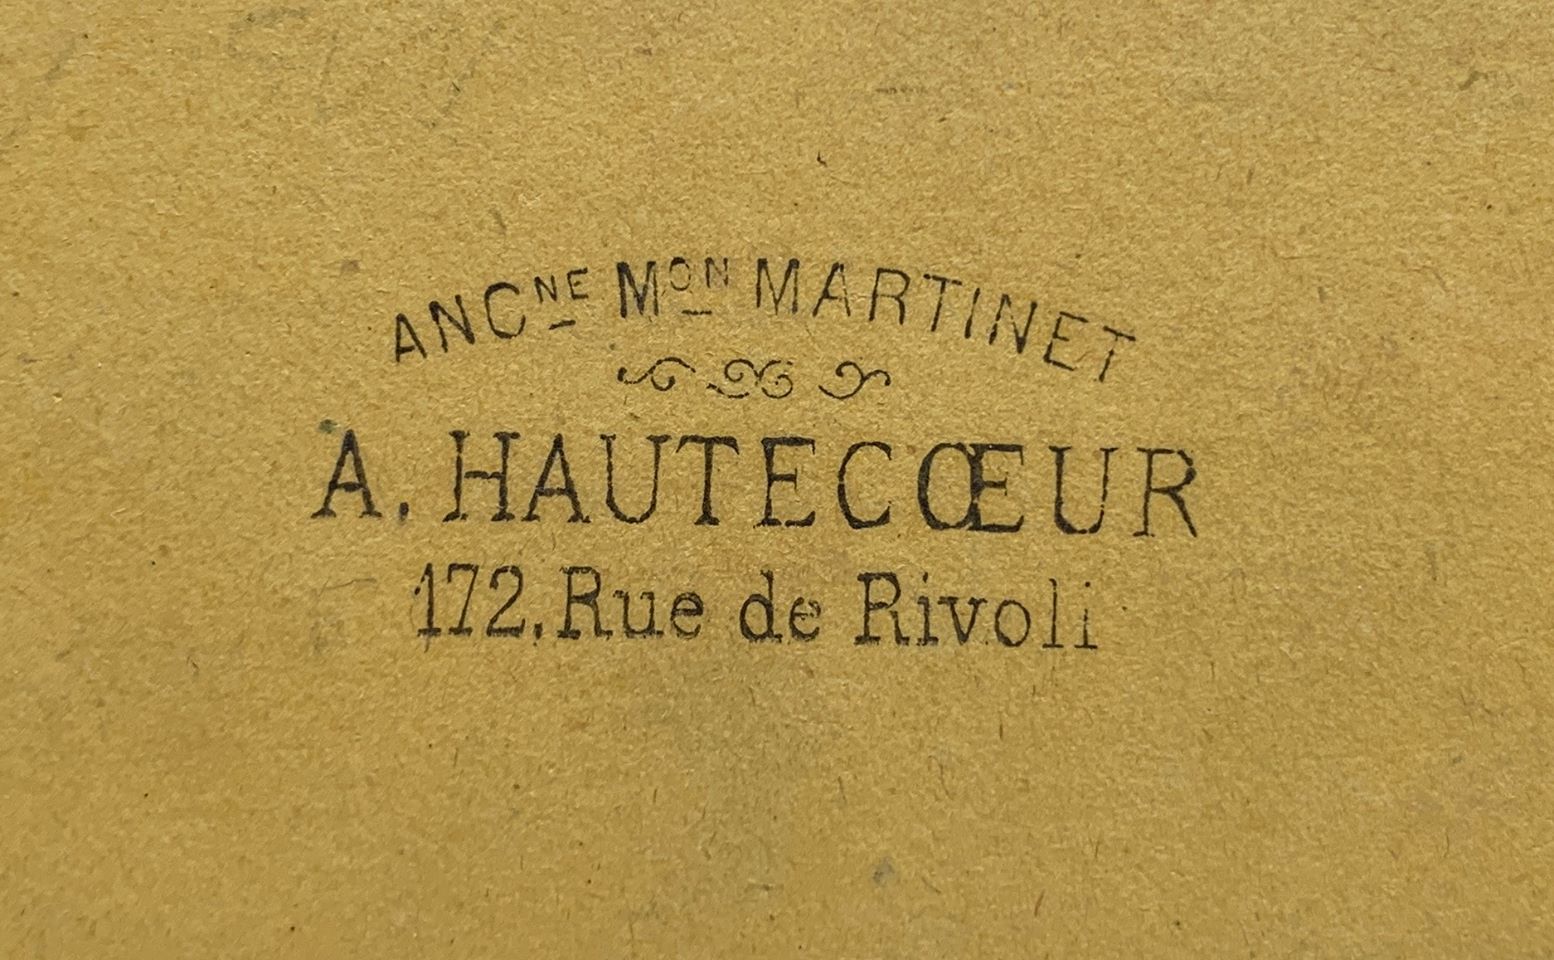 ANCNE MON MARTINET
A. HAUTECŒUR
172, Rue de Rivoli